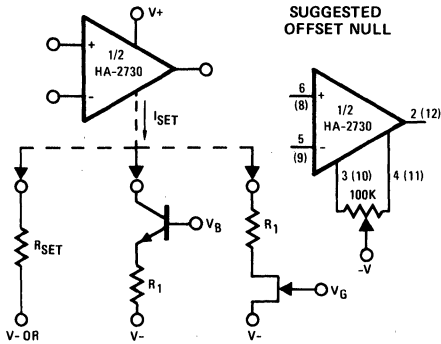 V+
+
1/2
HA-2730
-
ISET
RSET
V- OR
VB
R1
V-
R1
VG
V-
SUGGESTED
OFFSET NULL
6
(8)
+
1/2
HA-2730
2 (12)
5
(9)
-
3 (10)
4 (11)
100K
-V